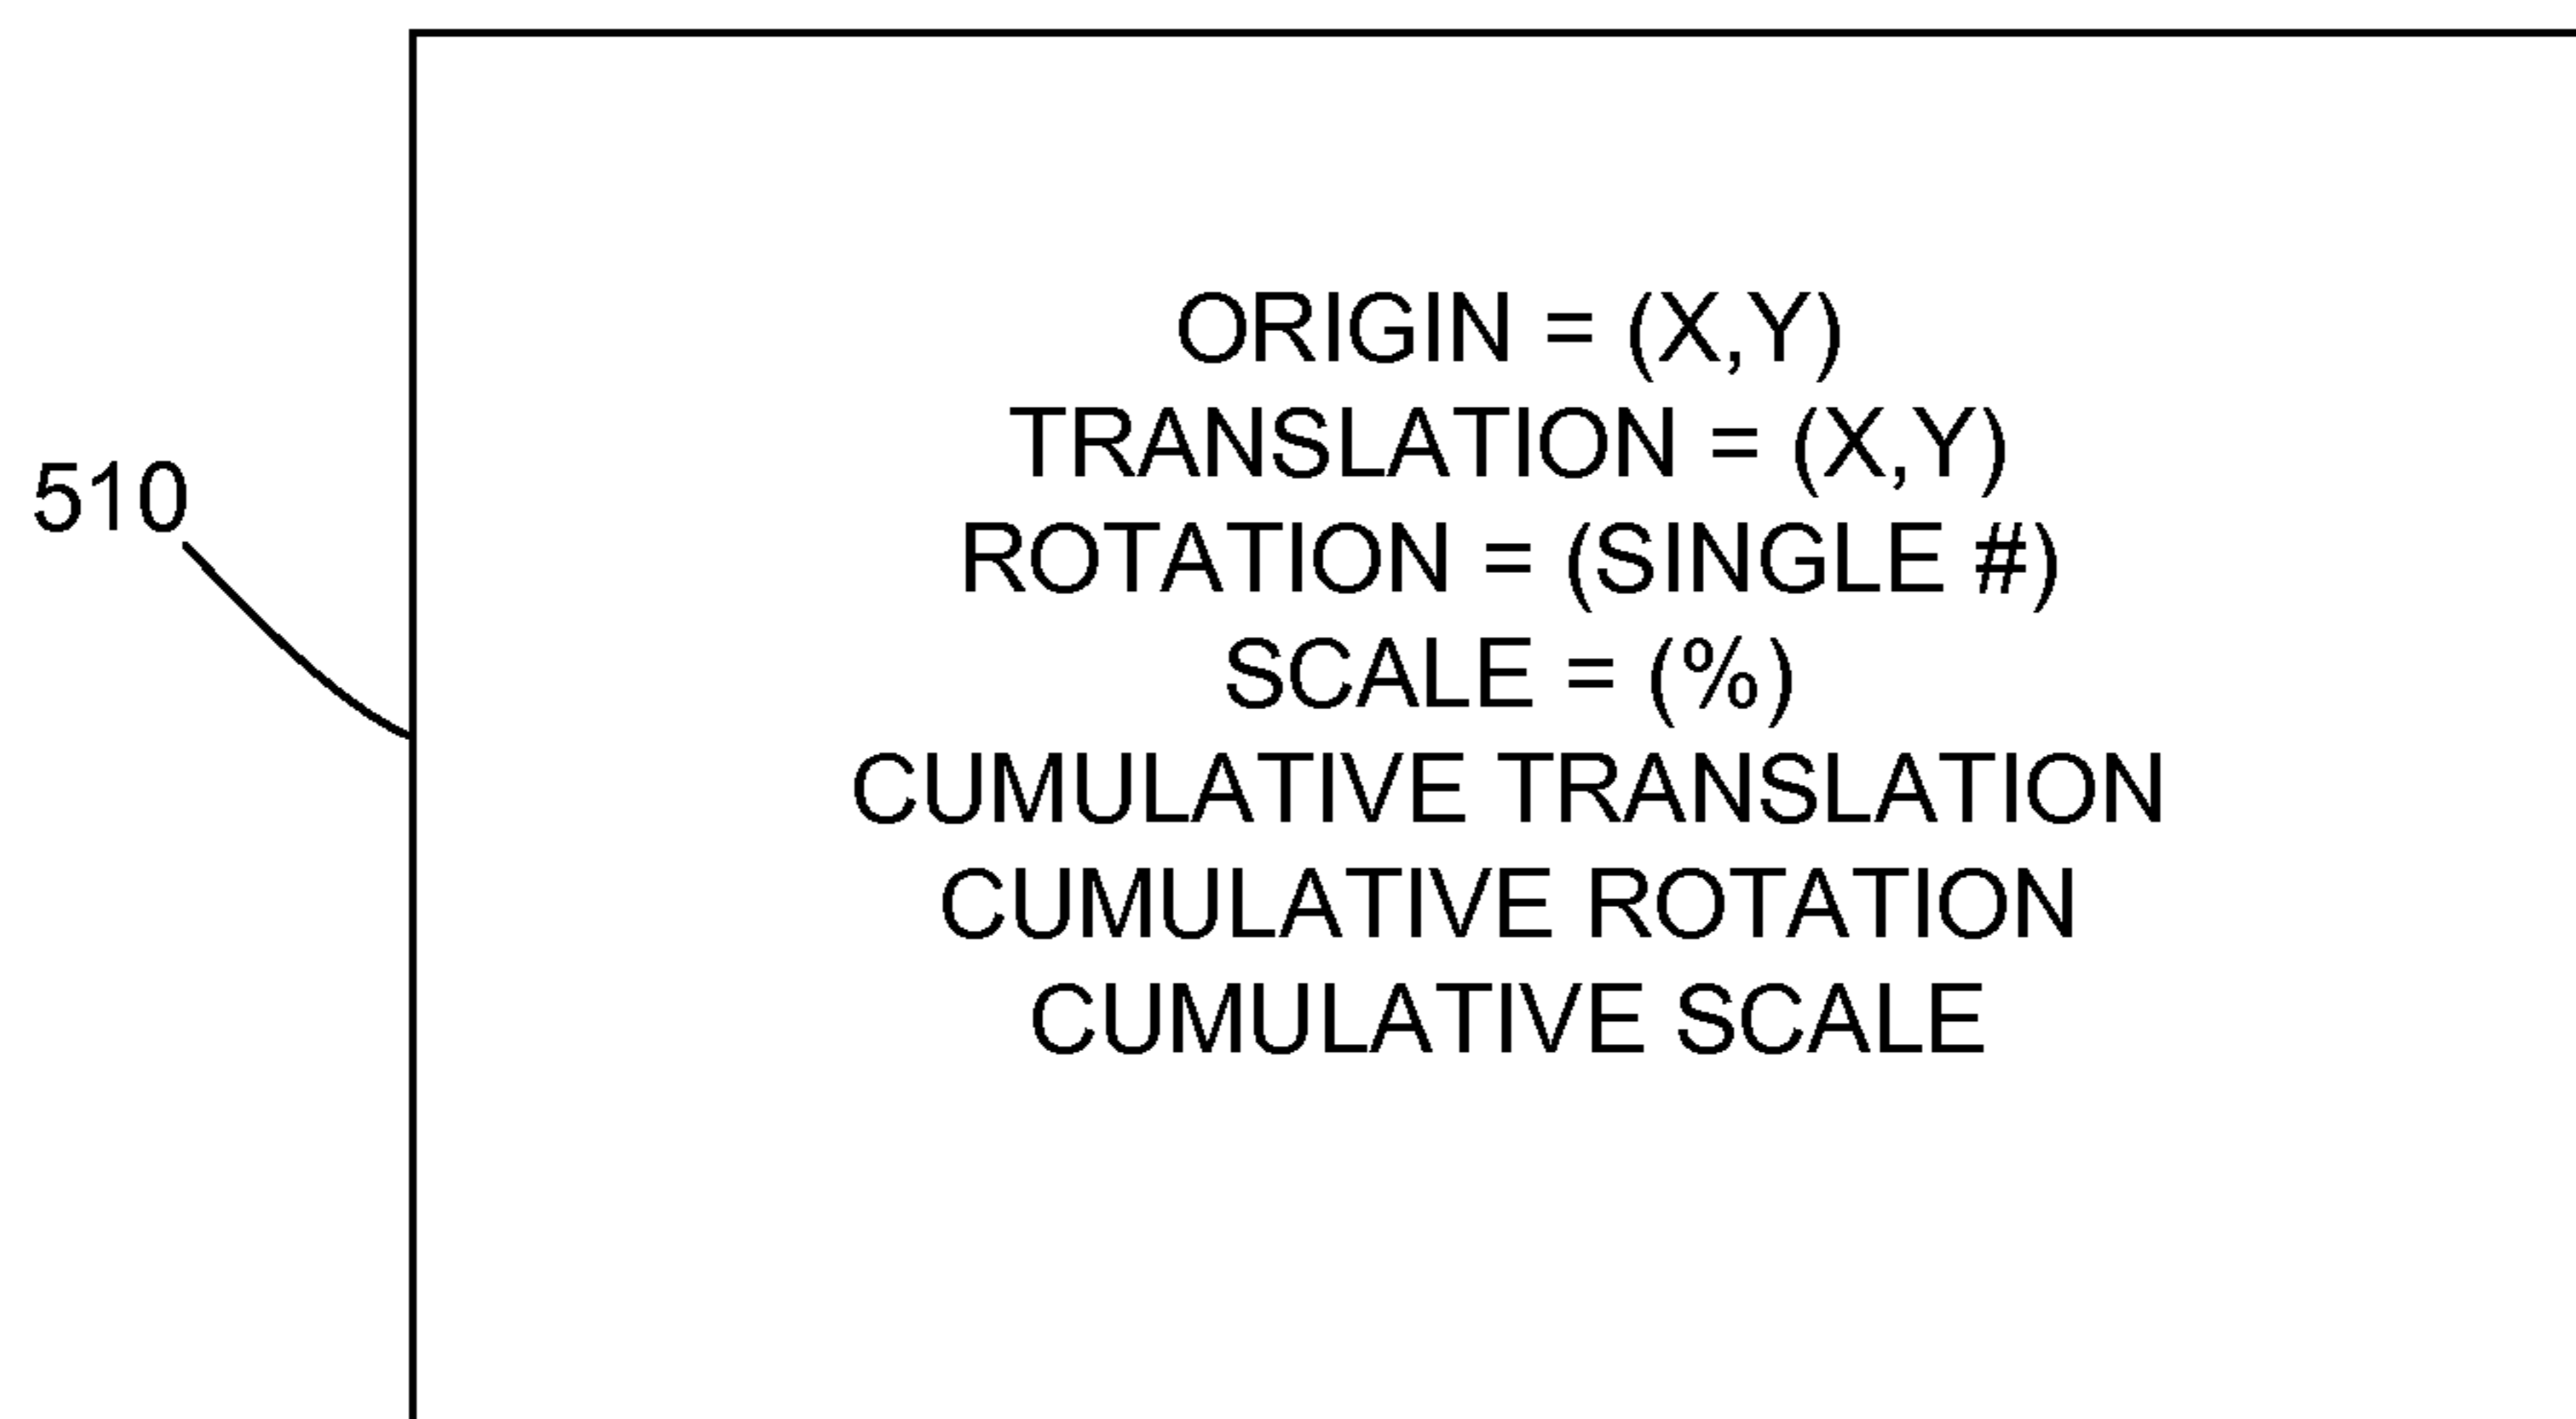 ORIGIN = (X,Y)
TRANSLATION = (X,Y)
510
ROTATION = (SINGLE #)
SCALE = (%)
CUMULATIVE TRANSLATION
CUMULATIVE ROTATION
CUMULATIVE SCALE